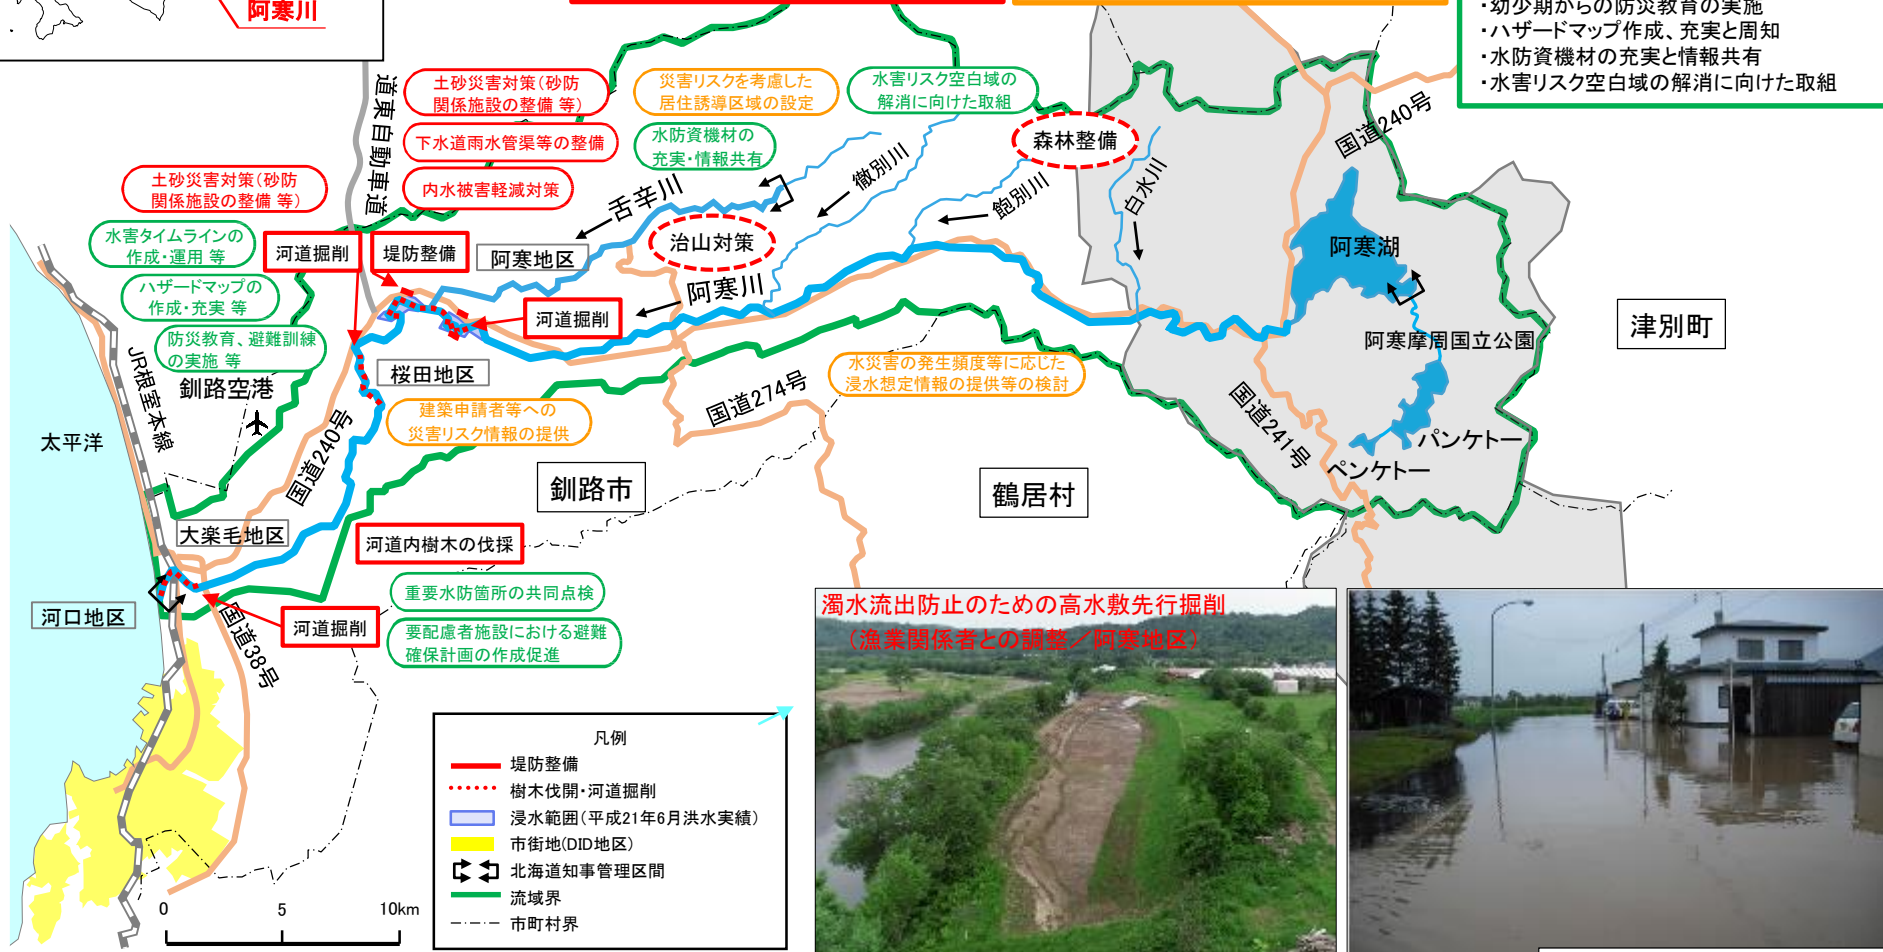 阿寒川
・幼少期からの防災教育の実施
・ハザードマップ作成、充実と周知
・水防資機材の充実と情報共有
・水害リスク空白域の解消に向けた取組
道東自動車道
土砂災害対策(砂防
関係施設の整備 等)
下水道雨水管渠等の整備
内水被害軽減対策
災害リスクを考慮した
居住誘導区域の設定
水防資機材の
充実・情報共有
水害リスク空白域の
解消に向けた取組
森林整備
国道240号
土砂災害対策(砂防
関係施設の整備 等)
水害タイムラインの
作成・運用 等
ハザードマップの
作成・充実 等
防災教育、避難訓練
の実施 等
河道掘削
堤防整備
阿寒地区
舌辛川
治山対策
徹別川
飽別川
白水川
阿寒湖
阿寒川
河道掘削
阿寒摩周国立公園
津別町
JR根室本線
釧路空港
桜田地区
水災害の発生頻度等に応じた
浸水想定情報の提供等の検討
国道274号
国道241号
パンケトー
ペンケトー
建築申請者等への
災害リスク情報の提供
太平洋
国道240号
釧路市
鶴居村
大楽毛地区
河道内樹木の伐採
重要水防箇所の共同点検
河口地区
国道38号
河道掘削
要配慮者施設における避難
確保計画の作成促進
濁水流出防止のための高水敷先行掘削
(漁業関係者との調整／阿寒地区)
凡例
堤防整備
樹木伐開・河道掘削
浸水範囲(平成21年6月洪水実績)
市街地(DID地区)
北海道知事管理区間
流域界
市町村界
0 5 10km